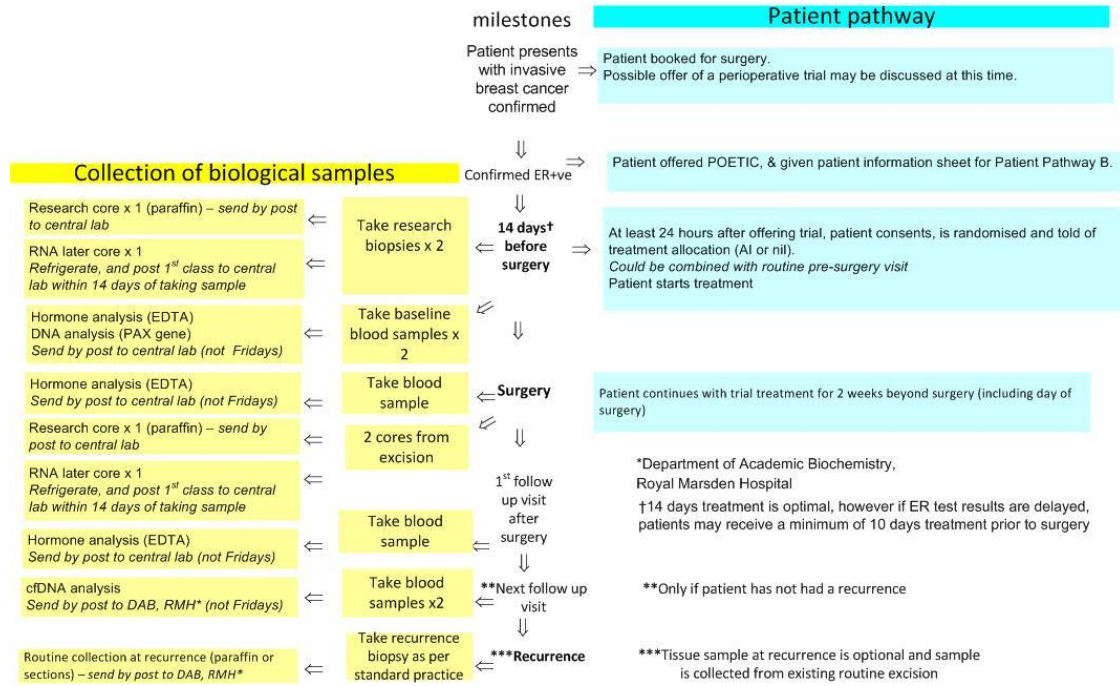 milestones
Patient pathway
Patient presents
with invasive
breast cancer
confirmed
⇒
Patient booked for surgery.
Possible offer of a perioperative trial may be discussed at this time.
⇓
Collection of biological samples
Confirmed ER+ve
⇒
Patient offered POETIC, & given patient information sheet for Patient Pathway B.
⇓
Research core x 1 (paraffin) – send by post
to central lab
⇐
RNA later core x 1
Refrigerate, and post 1st class to central
lab within 14 days of taking sample
⇐
Take research
biopsies x 2
⇐
14 days†
before
surgery
⇒
At least 24 hours after offering trial, patient consents, is randomised and told of
treatment allocation (AI or nil).
Could be combined with routine pre-surgery visit
Patient starts treatment
Hormone analysis (EDTA)
DNA analysis (PAX gene)
Send by post to central lab (not Fridays)
⇐
Take baseline
blood samples x
2
⇐
⇓
Hormone analysis (EDTA)
Send by post to central lab (not Fridays)
⇐
Take blood
sample
⇐
Surgery
Patient continues with trial treatment for 2 weeks beyond surgery (including day of
surgery)
Research core x 1 (paraffin) – send by
post to central lab
⇐
RNA later core x 1
Refrigerate, and post 1st class to central
lab within 14 days of taking sample
⇐
2 cores from
excision
⇐
⇓
1st follow
up visit
after
surgery
*Department of Academic Biochemistry,
Royal Marsden Hospital
†14 days treatment is optimal, however if ER test results are delayed,
patients may receive a minimum of 10 days treatment prior to surgery
Hormone analysis (EDTA)
Send by post to central lab (not Fridays)
⇐
Take blood
sample
⇐
⇓
cfDNA analysis
Send by post to DAB, RMH* (not Fridays)
⇐
Take blood
samples x2
⇐
**Next follow up
visit
**Only if patient has not had a recurrence
⇓
Routine collection at recurrence (paraffin or
sections) – send by post to DAB, RMH*
⇐
Take recurrence
biopsy as per
standard practice
⇐
***Recurrence
***Tissue sample at recurrence is optional and sample
is collected from existing routine excision